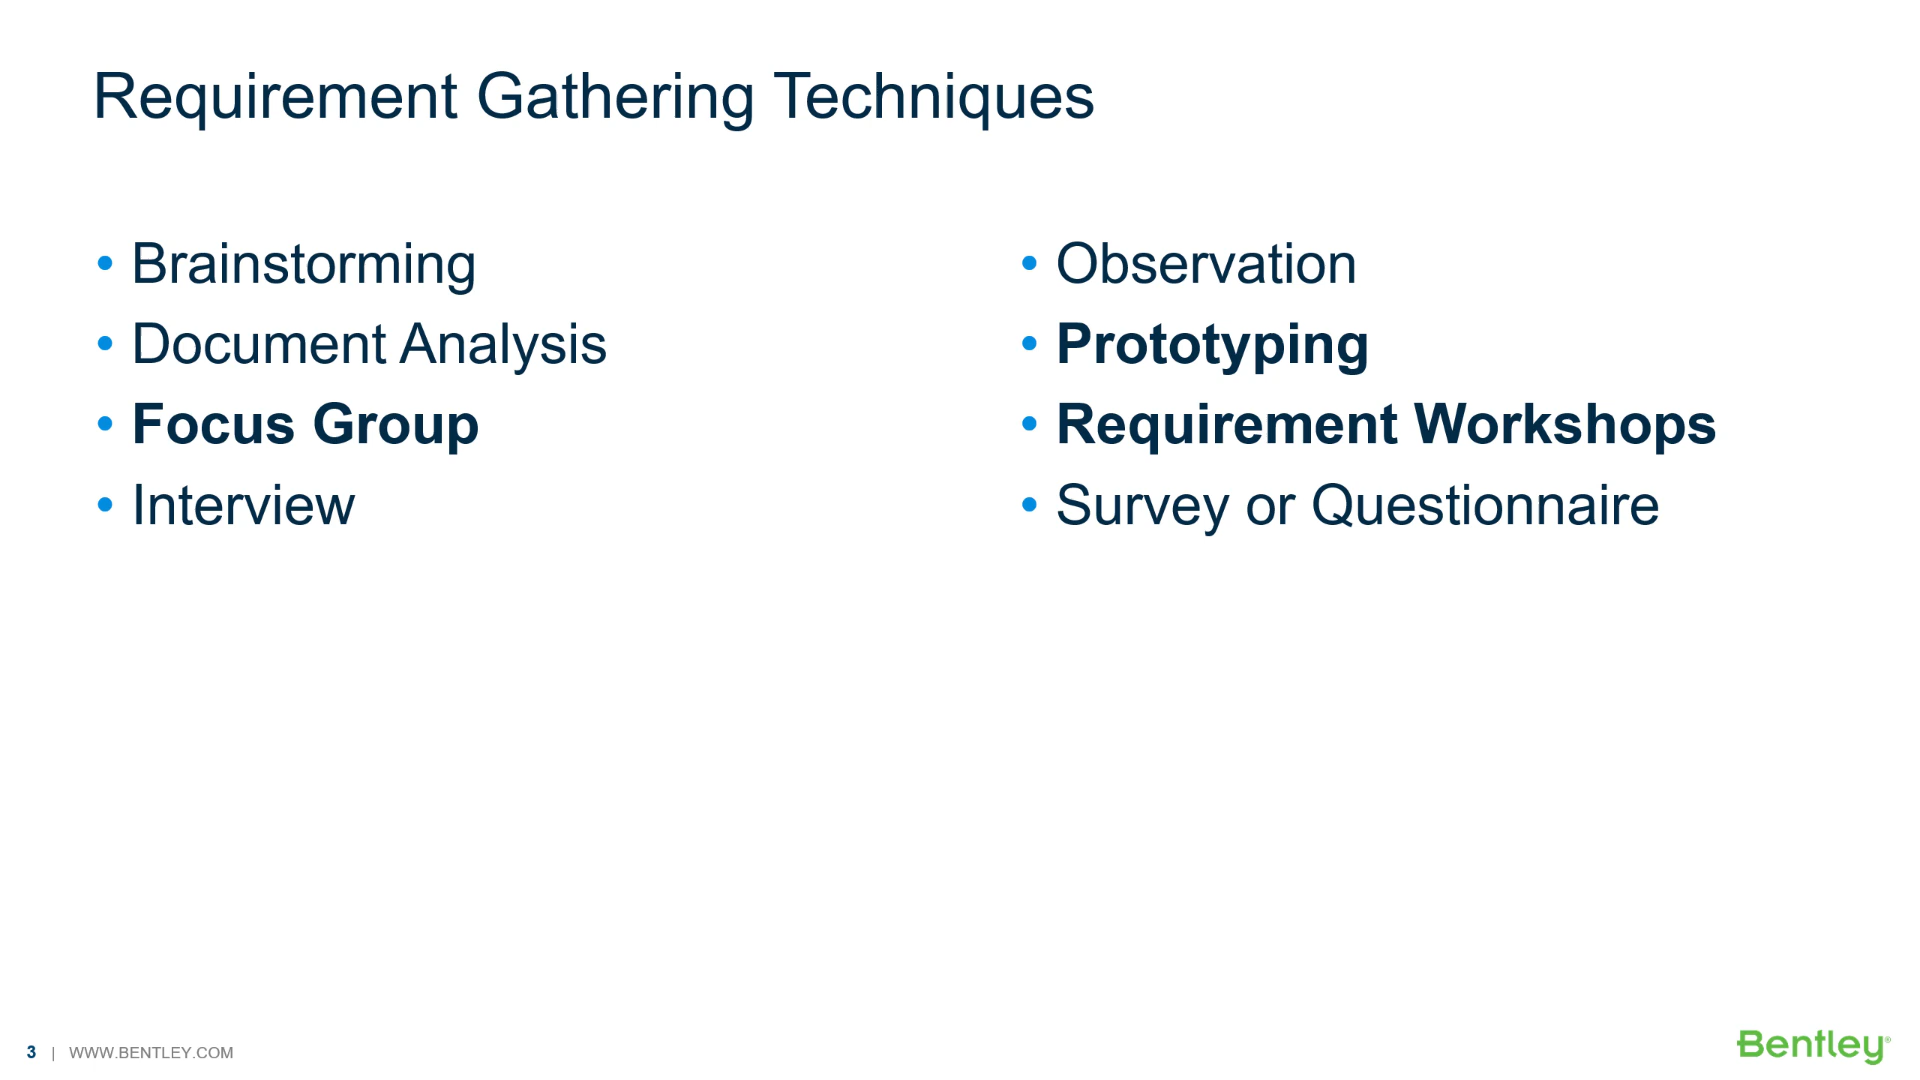 Requirement Gathering Techniques
• Brainstorming
• Document Analysis
• Focus Group
• Interview
• Observation
• Prototyping
• Requirement Workshops
• Survey or Questionnaire
3 | WWW.BENTLEY.COM
Bentley®